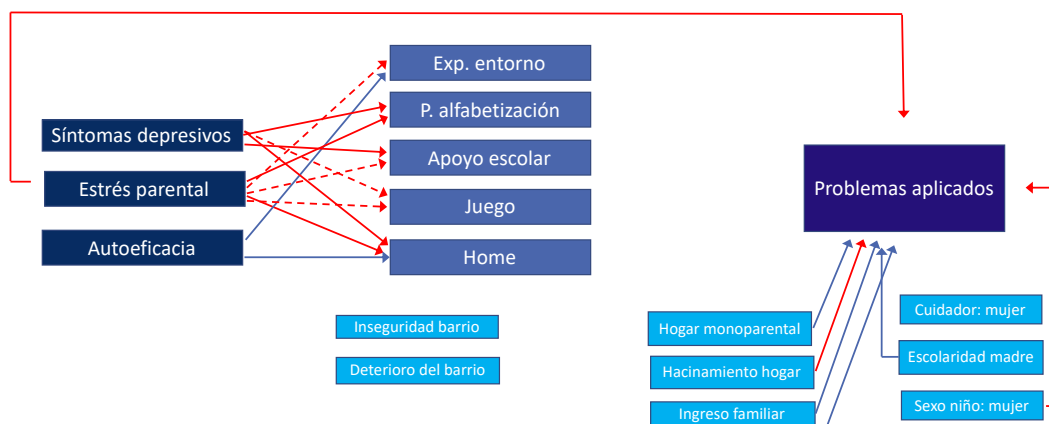 Exp. entorno
P. alfabetización
Síntomas depresivos
Apoyo escolar
Estrés parental
Problemas aplicados
Juego
Autoeficacia
Home
Inseguridad barrio
Deterioro del barrio
Hogar monoparental
Cuidador: mujer
Hacinamiento hogar
Escolaridad madre
Ingreso familiar
Sexo niño: mujer